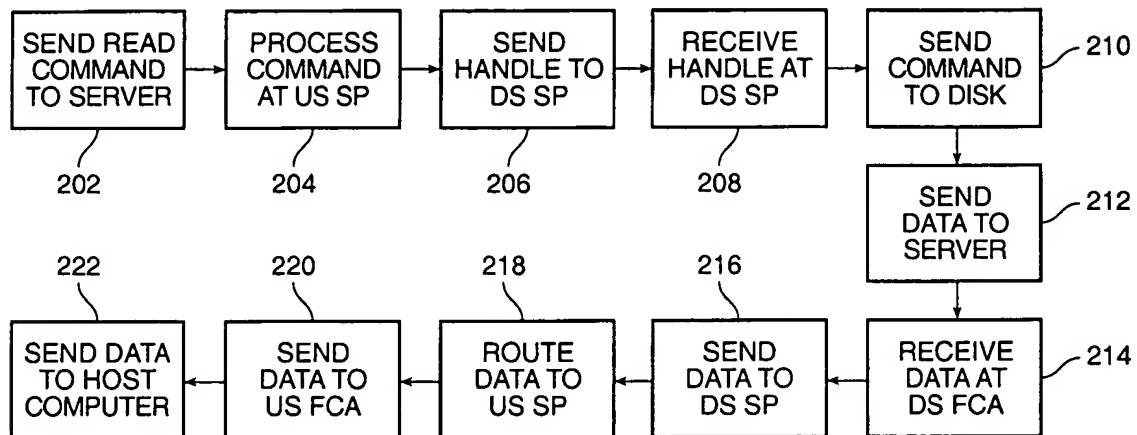 SEND READ
COMMAND
TO SERVER
202
PROCESS
COMMAND
AT US SP
204
SEND
HANDLE TO
DS SP
206
RECEIVE
HANDLE AT
DS SP
208
SEND
COMMAND
TO DISK
210
SEND
DATA TO
SERVER
212
RECEIVE
DATA AT
DS FCA
214
216
SEND
DATA TO
DS SP
218
ROUTE
DATA TO
US SP
220
SEND
DATA TO
US FCA
222
SEND DATA
TO HOST
COMPUTER